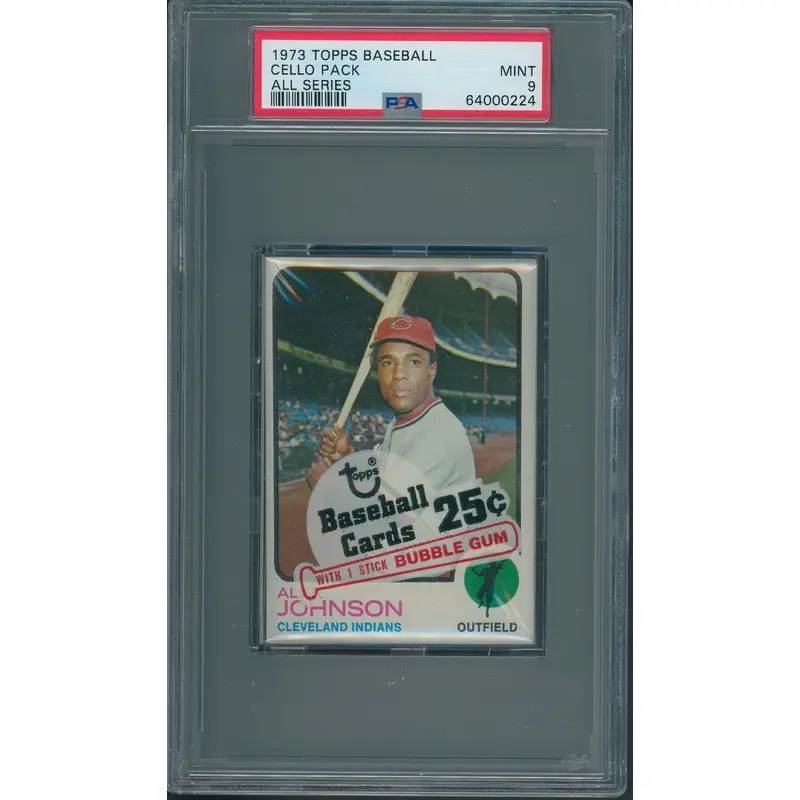 1973 TOPPS BASEBALL
CELLO PACK MINT
ALL SERIES 9
PSA 64000224
C
topps®
Baseball
Cards 25¢
WITH 1 STICK BUBBLE GUM
AL
JOHNSON
CLEVELAND INDIANS OUTFIELD